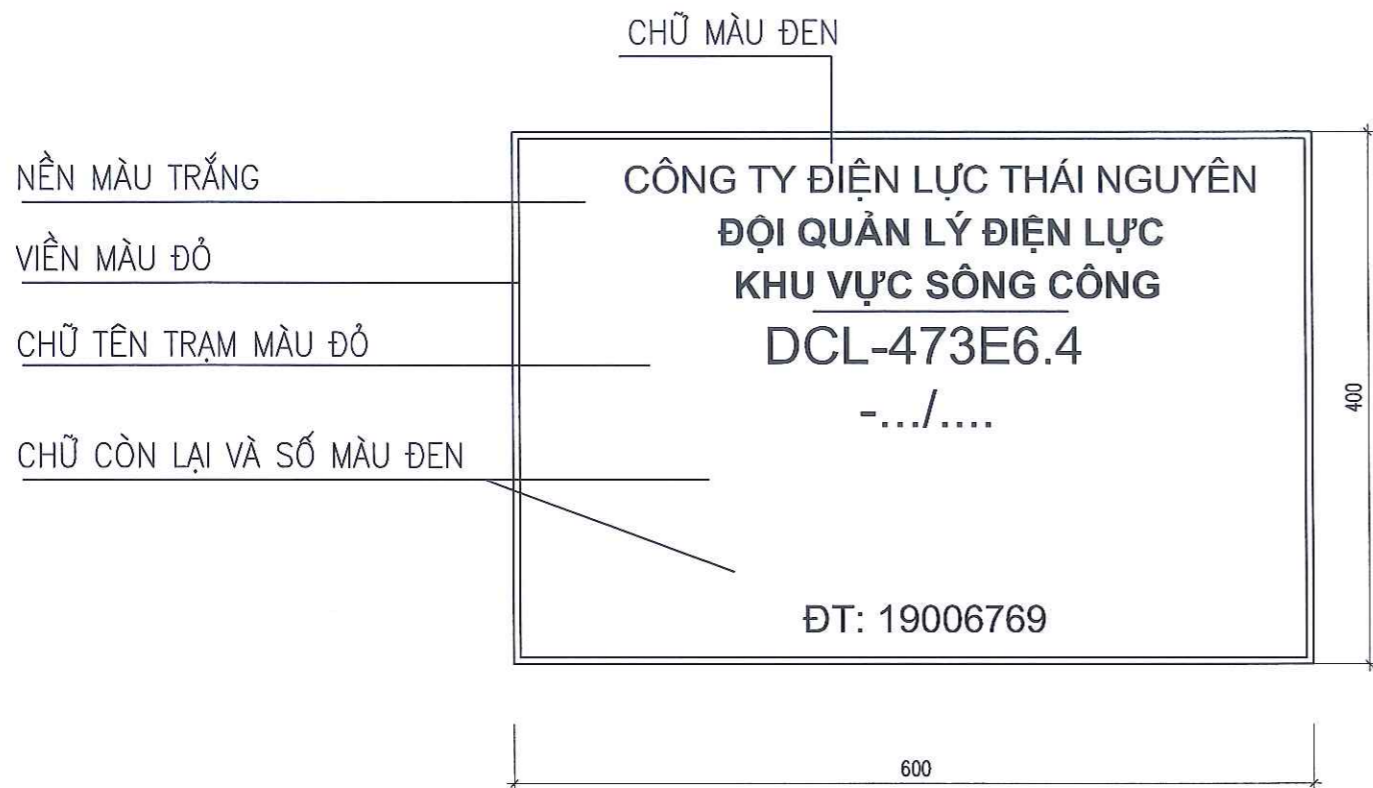 CHỮ MÀU ĐEN
NỀN MÀU TRẮNG
VIỀN MÀU ĐỎ
CHỮ TÊN TRẠM MÀU ĐỎ
CHỮ CÒN LẠI VÀ SỐ MÀU ĐEN
CÔNG TY ĐIỆN LỰC THÁI NGUYÊN
ĐỘI QUẢN LÝ ĐIỆN LỰC
KHU VỰC SÔNG CÔNG
DCL-473E6.4
-.../....
ĐT: 19006769
400
600